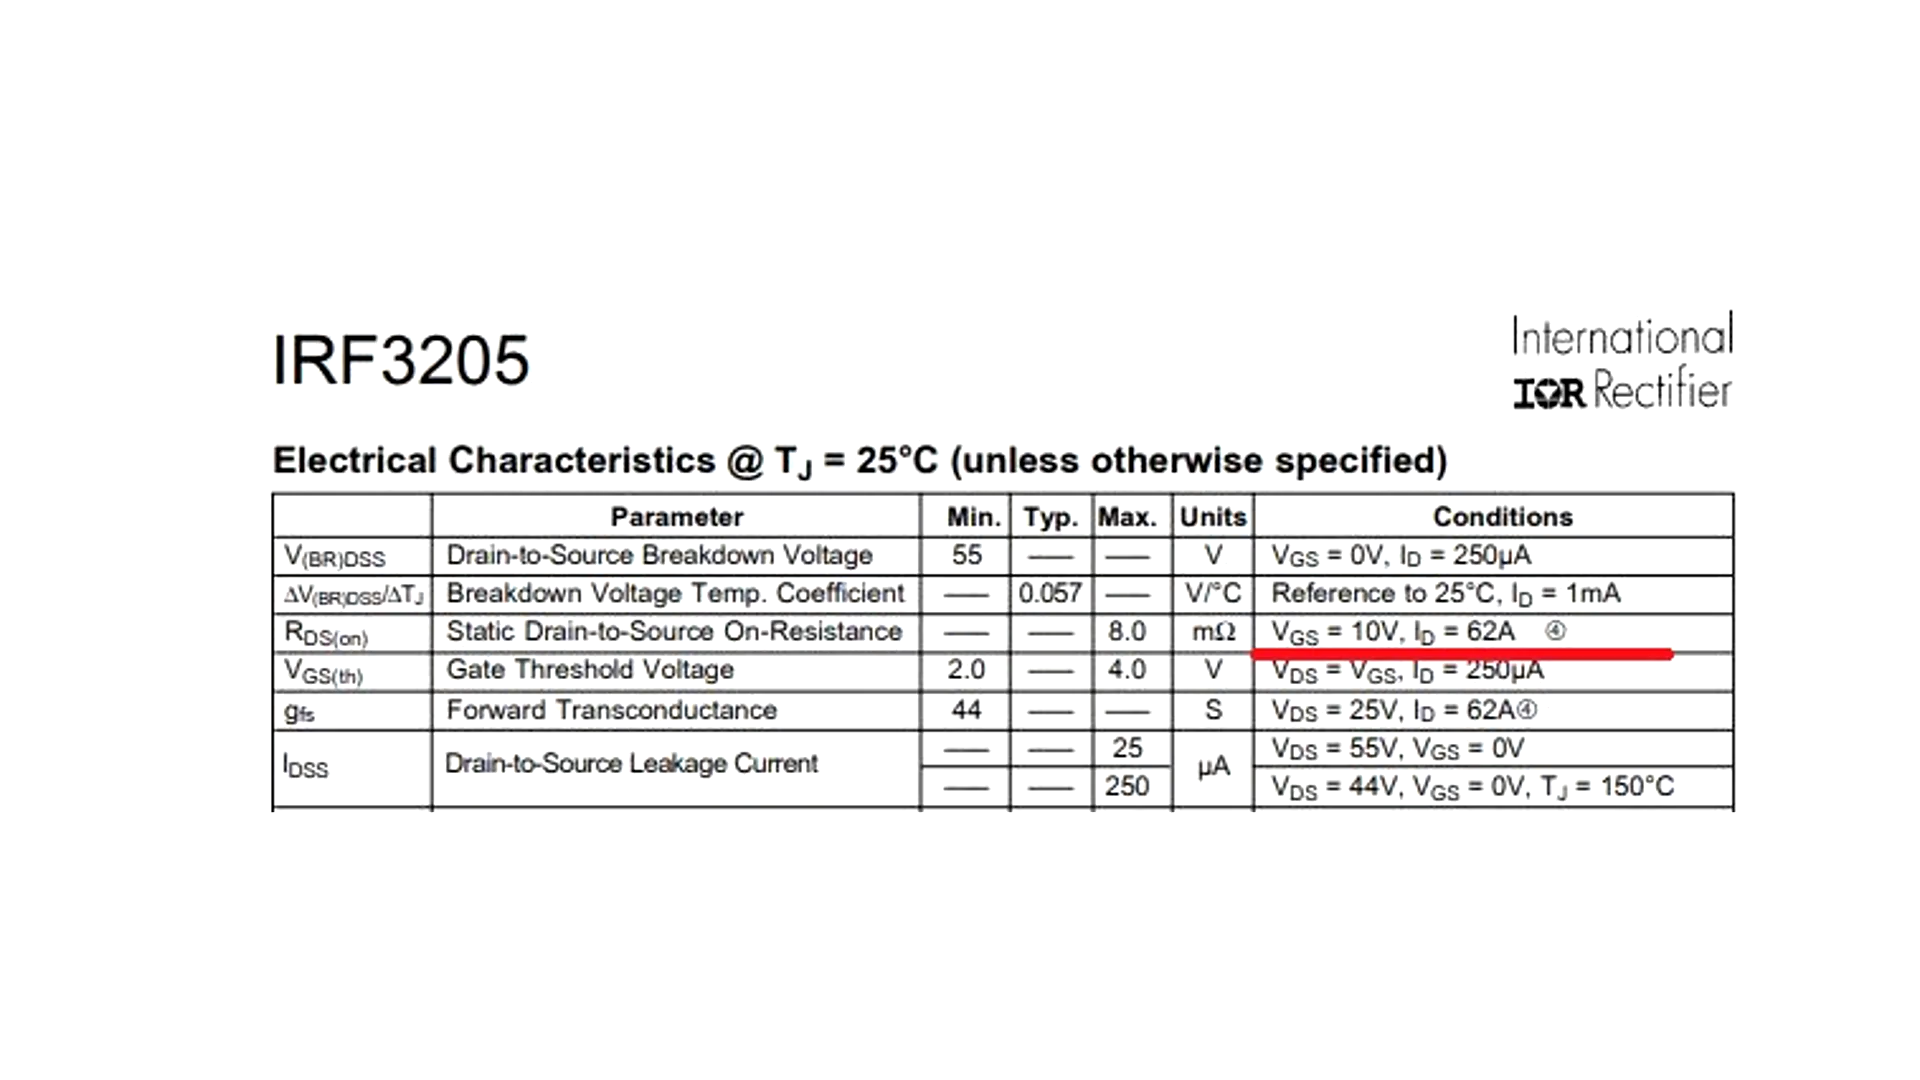 IRF3205
International
IOR Rectifier
Electrical Characteristics @ TJ = 25°C (unless otherwise specified)
Parameter Min. Typ. Max. Units Conditions
V(BR)DSS Drain-to-Source Breakdown Voltage 55 —— —— V VGS = 0V, ID = 250µA
ΔV(BR)DSS/ΔTJ Breakdown Voltage Temp. Coefficient —— 0.057 —— V/°C Reference to 25°C, ID = 1mA
RDS(on) Static Drain-to-Source On-Resistance —— —— 8.0 mΩ VGS = 10V, ID = 62A ④
VGS(th) Gate Threshold Voltage 2.0 —— 4.0 V VDS = VGS, ID = 250µA
gfs Forward Transconductance 44 —— —— S VDS = 25V, ID = 62A④
IDSS Drain-to-Source Leakage Current —— —— 25 µA VDS = 55V, VGS = 0V
—— —— 250 VDS = 44V, VGS = 0V, TJ = 150°C